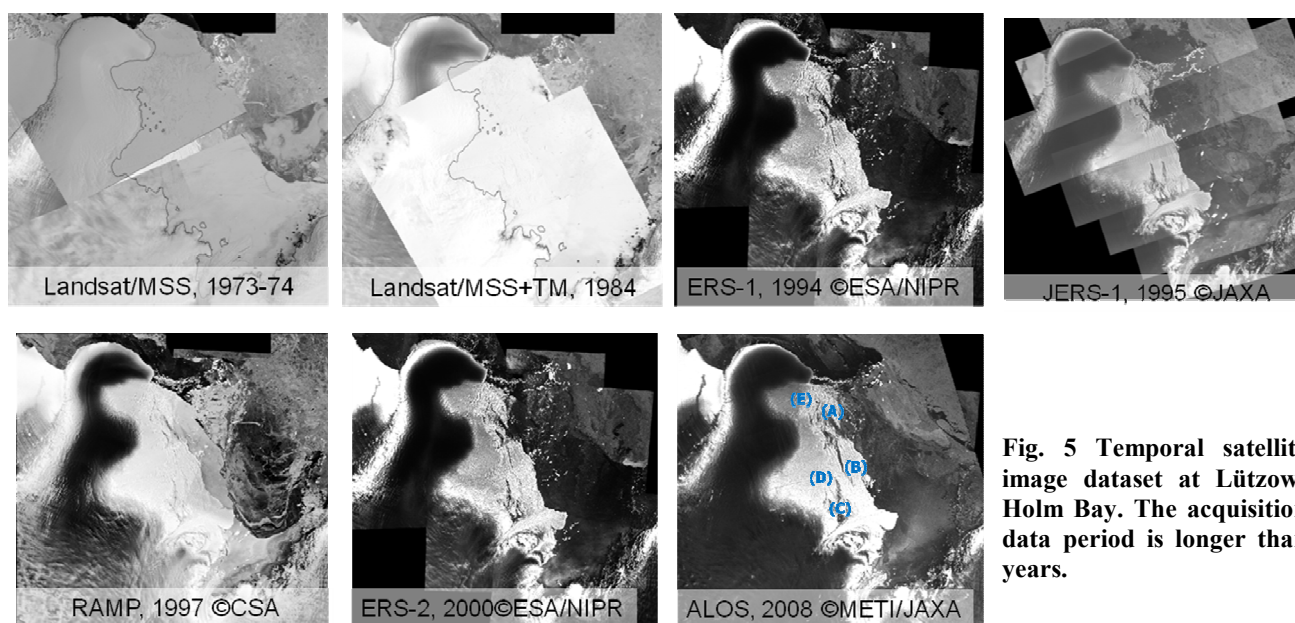 Landsat/MSS, 1973-74
Landsat/MSS+TM, 1984
ERS-1, 1994 ©ESA/NIPR
JERS-1, 1995 ©JAXA
RAMP, 1997 ©CSA
ERS-2, 2000©ESA/NIPR
ALOS, 2008 ©METI/JAXA
(E)
(A)
(B)
(D)
(C)
Fig. 5 Temporal satellit
image dataset at Lützow
Holm Bay. The acquisition
data period is longer tha
years.